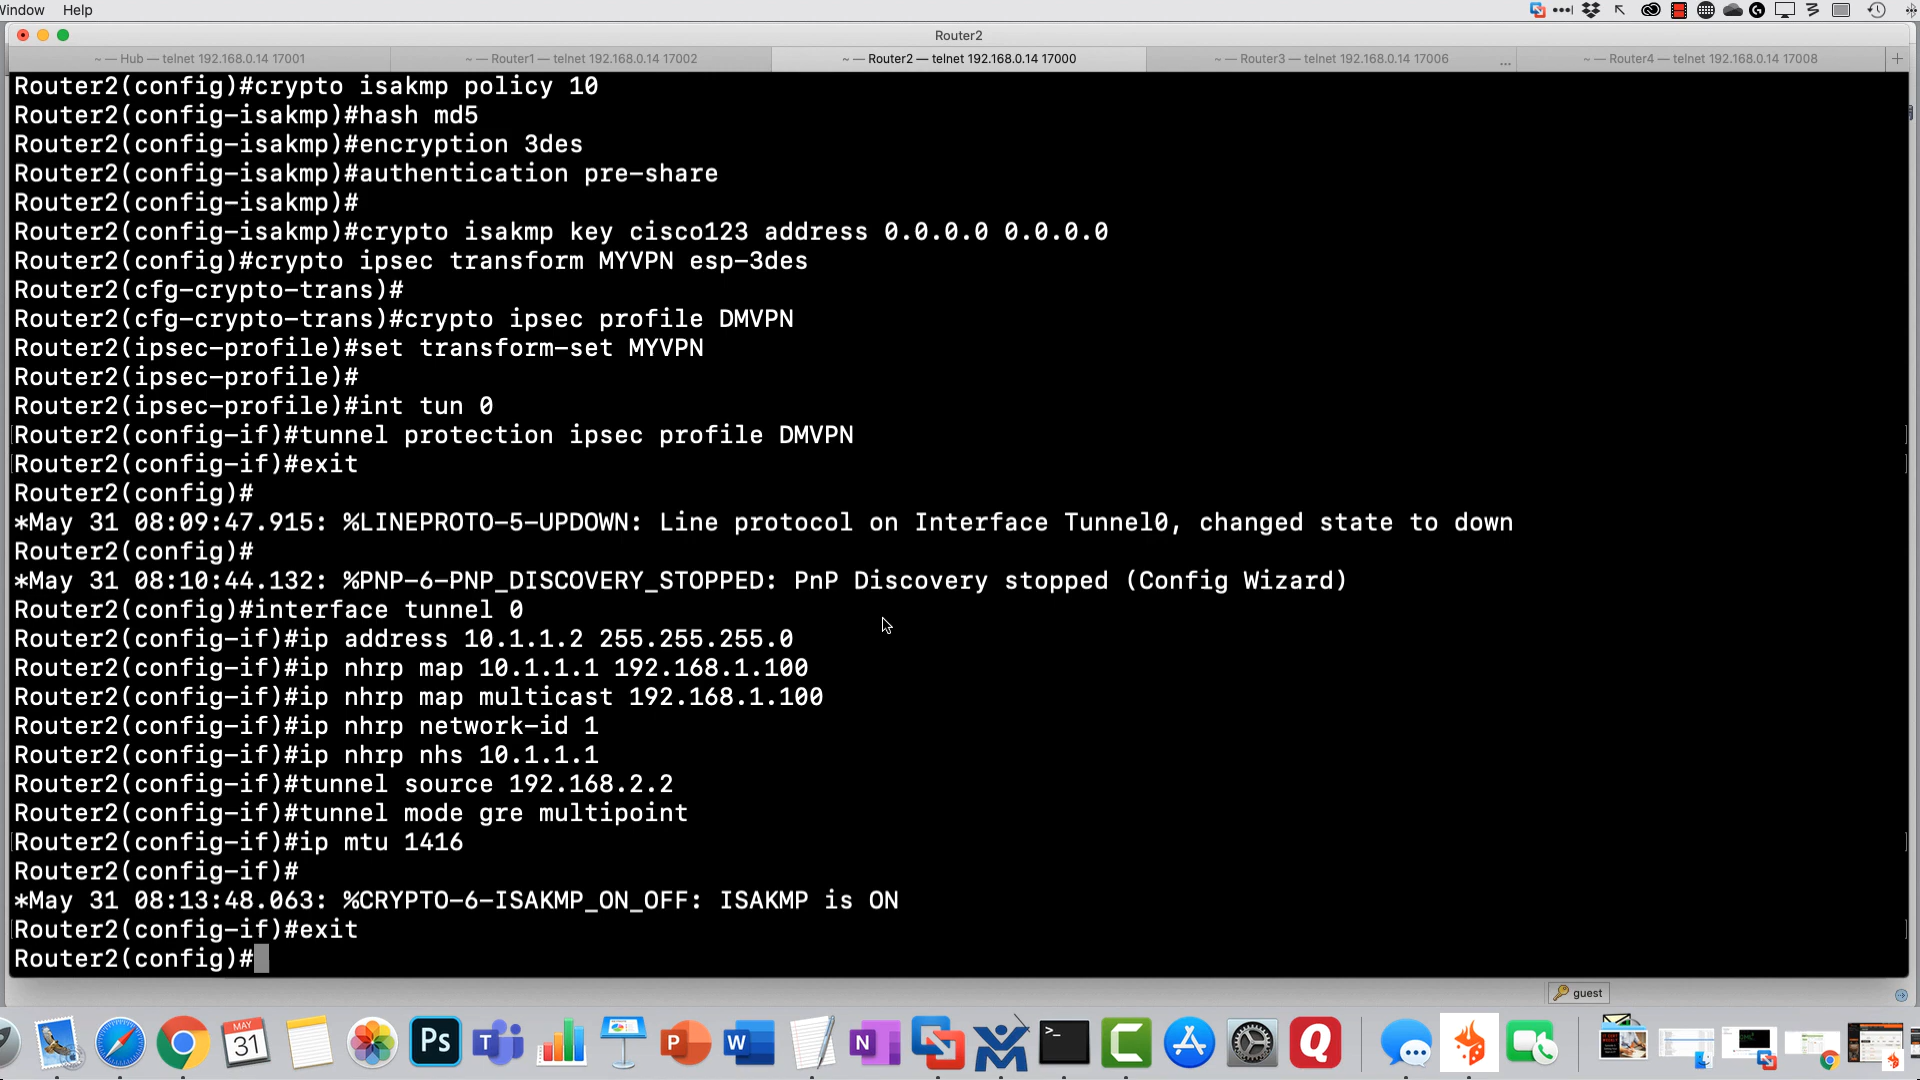 Window Help
Router2
~ — Hub — telnet 192.168.0.14 17001
~ — Router1 — telnet 192.168.0.14 17002
~ — Router2 — telnet 192.168.0.14 17000
~ — Router3 — telnet 192.168.0.14 17006
...
~ — Router4 — telnet 192.168.0.14 17008
+
Router2(config)#crypto isakmp policy 10
Router2(config-isakmp)#hash md5
Router2(config-isakmp)#encryption 3des
Router2(config-isakmp)#authentication pre-share
Router2(config-isakmp)#
Router2(config-isakmp)#crypto isakmp key cisco123 address 0.0.0.0 0.0.0.0
Router2(config)#crypto ipsec transform MYVPN esp-3des
Router2(cfg-crypto-trans)#
Router2(cfg-crypto-trans)#crypto ipsec profile DMVPN
Router2(ipsec-profile)#set transform-set MYVPN
Router2(ipsec-profile)#
Router2(ipsec-profile)#int tun 0
Router2(config-if)#tunnel protection ipsec profile DMVPN
Router2(config-if)#exit
Router2(config)#
*May 31 08:09:47.915: %LINEPROTO-5-UPDOWN: Line protocol on Interface Tunnel0, changed state to down
Router2(config)#
*May 31 08:10:44.132: %PNP-6-PNP_DISCOVERY_STOPPED: PnP Discovery stopped (Config Wizard)
Router2(config)#interface tunnel 0
Router2(config-if)#ip address 10.1.1.2 255.255.255.0
Router2(config-if)#ip nhrp map 10.1.1.1 192.168.1.100
Router2(config-if)#ip nhrp map multicast 192.168.1.100
Router2(config-if)#ip nhrp network-id 1
Router2(config-if)#ip nhrp nhs 10.1.1.1
Router2(config-if)#tunnel source 192.168.2.2
Router2(config-if)#tunnel mode gre multipoint
Router2(config-if)#ip mtu 1416
Router2(config-if)#
*May 31 08:13:48.063: %CRYPTO-6-ISAKMP_ON_OFF: ISAKMP is ON
Router2(config-if)#exit
Router2(config)#
guest
MAY
31
Ps
T
P
W
N
>_
C
Q